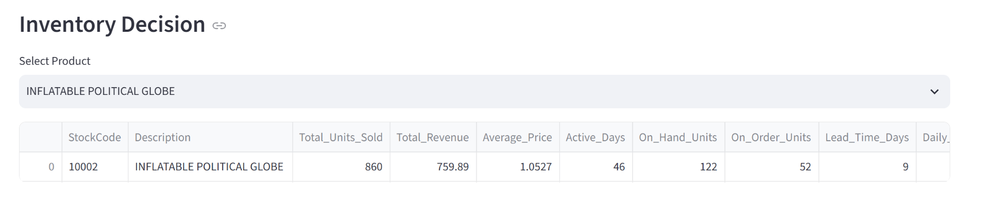 Inventory Decision
Select Product
INFLATABLE POLITICAL GLOBE
StockCode Description Total_Units_Sold Total_Revenue Average_Price Active_Days On_Hand_Units On_Order_Units Lead_Time_Days Daily_
0 10002 INFLATABLE POLITICAL GLOBE 860 759.89 1.0527 46 122 52 9